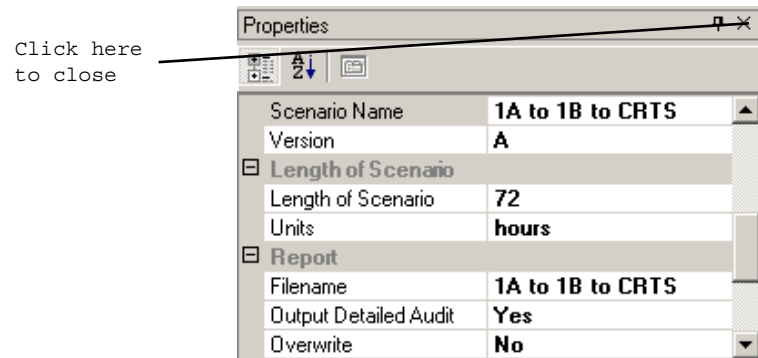 Properties
Click here
to close
Scenario Name 1A to 1B to CRTS
Version A
Length of Scenario
Length of Scenario 72
Units hours
Report
Filename 1A to 1B to CRTS
Output Detailed Audit Yes
Overwrite No